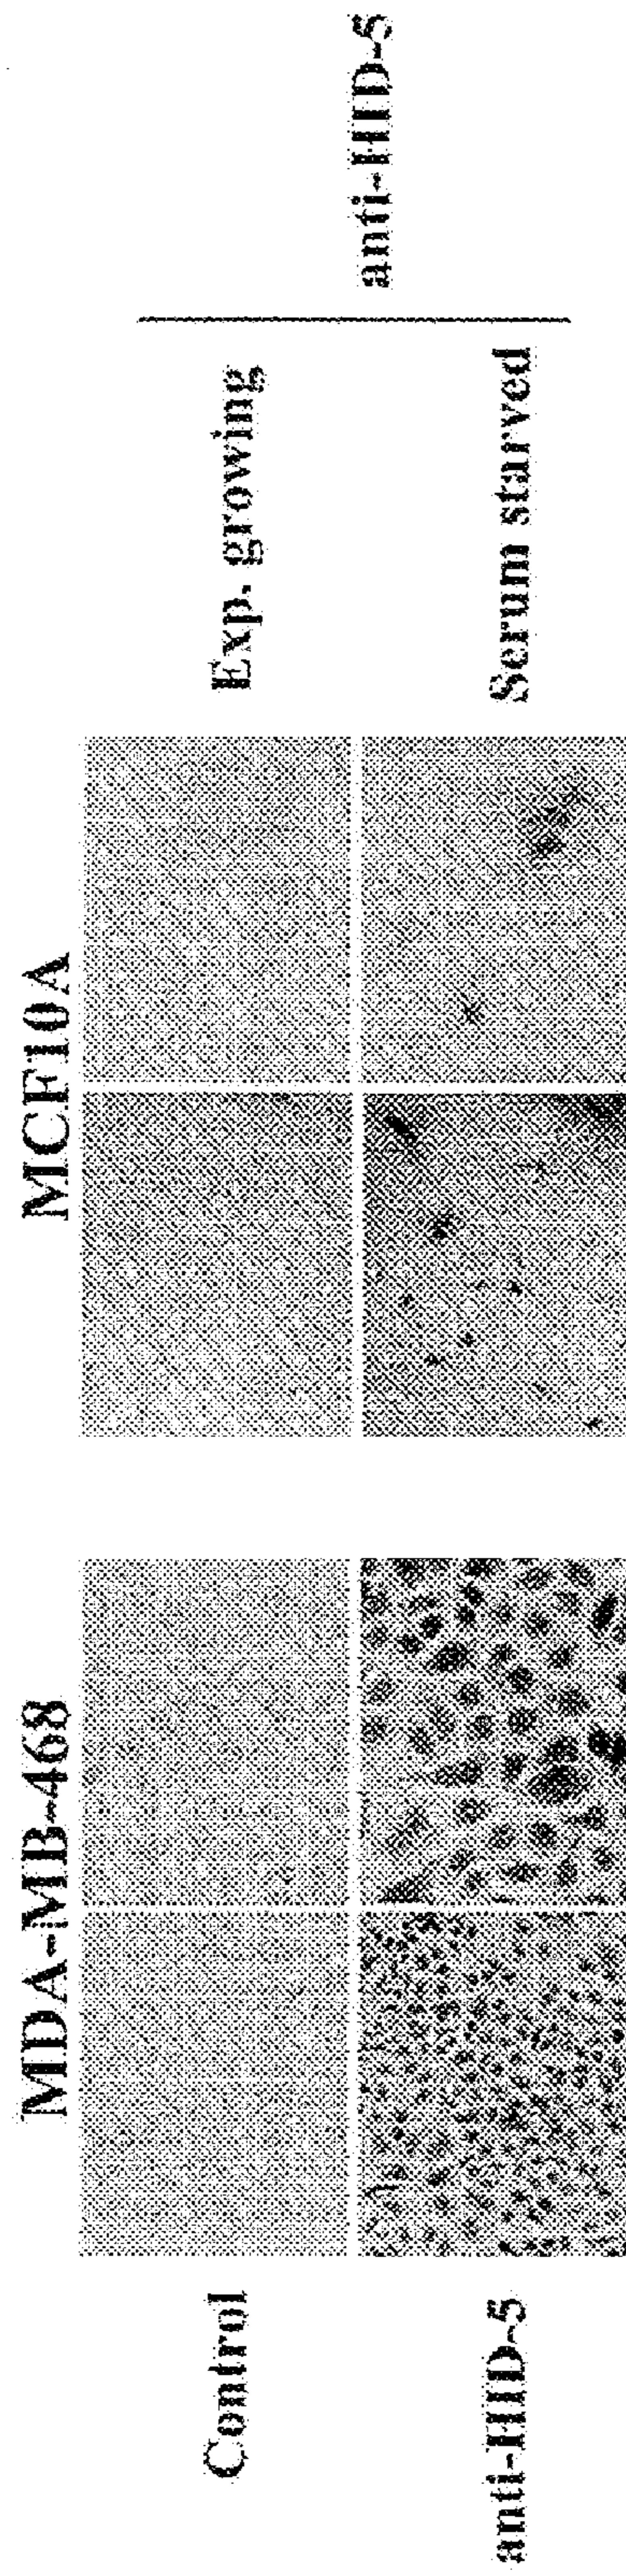 MDA-MB-468
MCF10A
Control
Exp. growing
anti-HID-5
Serum starved
anti-HID-5